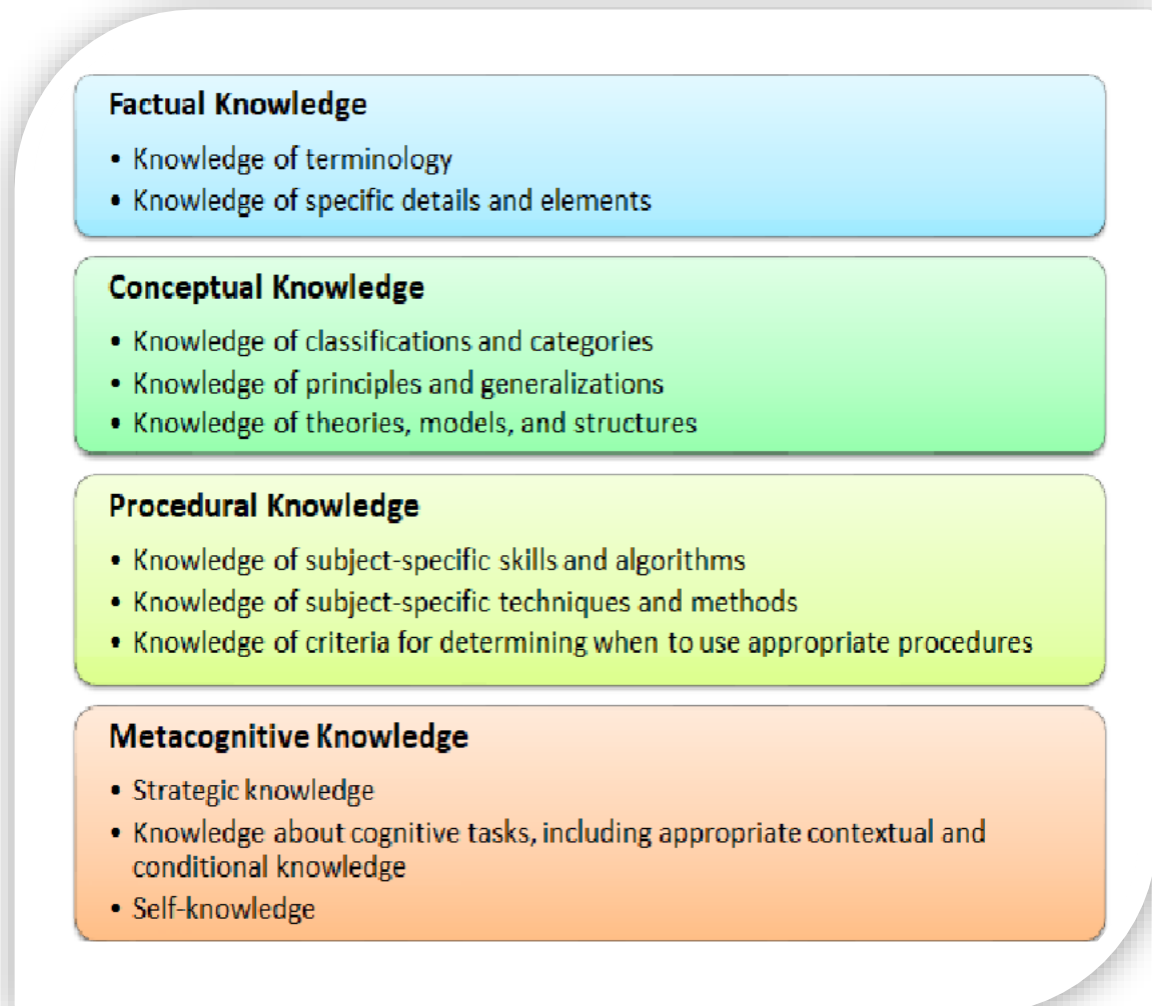 Factual Knowledge
• Knowledge of terminology
• Knowledge of specific details and elements
Conceptual Knowledge
• Knowledge of classifications and categories
• Knowledge of principles and generalizations
• Knowledge of theories, models, and structures
Procedural Knowledge
• Knowledge of subject-specific skills and algorithms
• Knowledge of subject-specific techniques and methods
• Knowledge of criteria for determining when to use appropriate procedures
Metacognitive Knowledge
• Strategic knowledge
• Knowledge about cognitive tasks, including appropriate contextual and
conditional knowledge
• Self-knowledge